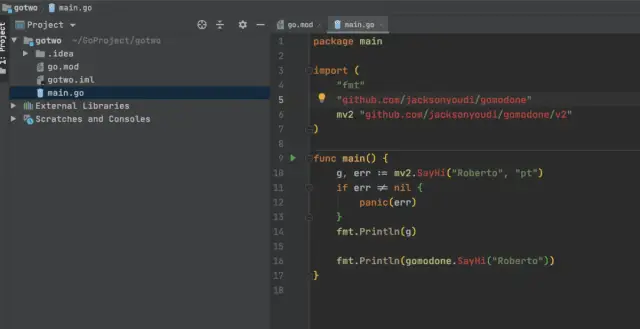 gotwo
main.go
Project
go.mod
main.go
1: Project
gotwo ~/GoProject/gotwo
.idea
go.mod
gotwo.iml
main.go
External Libraries
Scratches and Consoles
1 package main
2
3 import (
4 "fmt"
5 "github.com/jacksonyoudi/gomodone"
6 mv2 "github.com/jacksonyoudi/gomodone/v2"
7 )
8
9 func main() {
10 g, err := mv2.SayHi("Roberto", "pt")
11 if err ≠ nil {
12 panic(err)
13 }
14 fmt.Println(g)
15
16 fmt.Println(gomodone.SayHi("Roberto"))
17 }
18